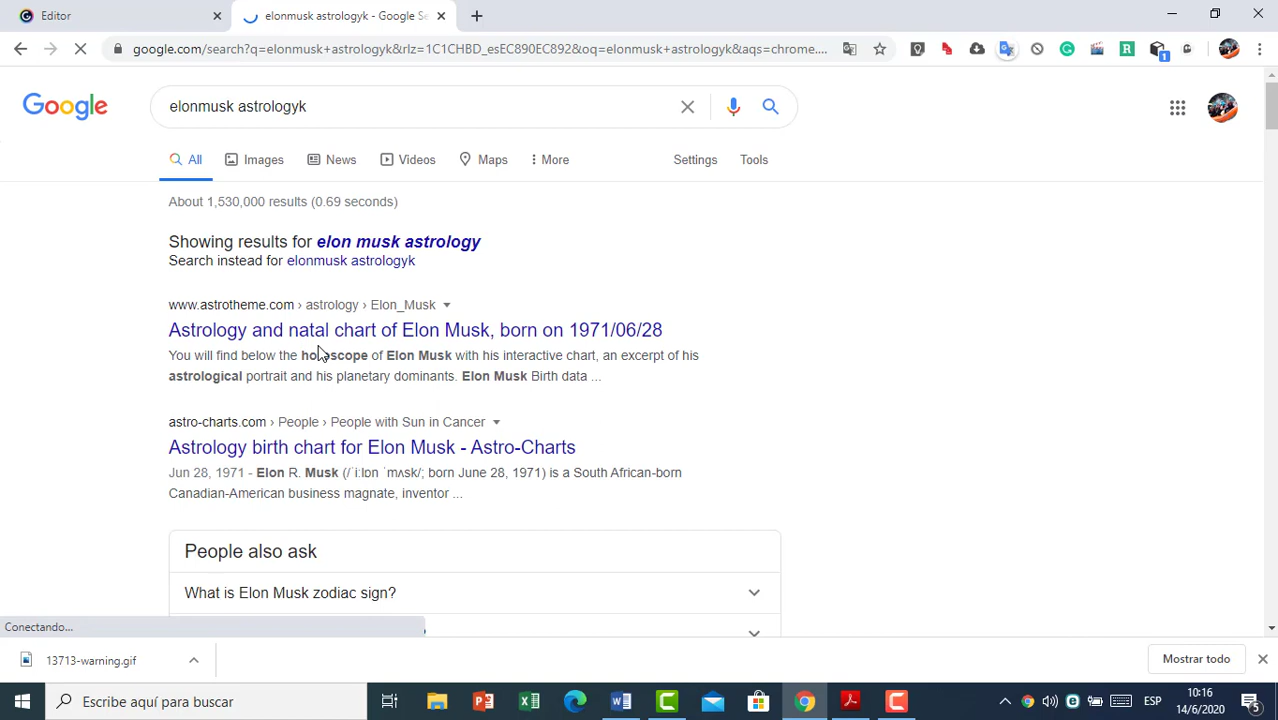 Editor
elonmusk astrologyk - Google Se
google.com/search?q=elonmusk+astrologyk&rlz=1C1CHBD_esEC890EC892&oq=elonmusk+astrologyk&aqs=chrome....
Google
elonmusk astrologyk
All
Images
News
Videos
Maps
More
Settings
Tools
About 1,530,000 results (0.69 seconds)
Showing results for elon musk astrology
Search instead for elonmusk astrologyk
www.astrotheme.com › astrology › Elon_Musk
Astrology and natal chart of Elon Musk, born on 1971/06/28
You will find below the horoscope of Elon Musk with his interactive chart, an excerpt of his
astrological portrait and his planetary dominants. Elon Musk Birth data ...
astro-charts.com › People › People with Sun in Cancer
Astrology birth chart for Elon Musk - Astro-Charts
Jun 28, 1971 - Elon R. Musk (/ˈiːlɒn ˈmʌsk/; born June 28, 1971) is a South African-born
Canadian-American business magnate, inventor ...
People also ask
What is Elon Musk zodiac sign?
Conectando...
13713-warning.gif
Mostrar todo
Escribe aquí para buscar
ESP
10:16
14/6/2020
5